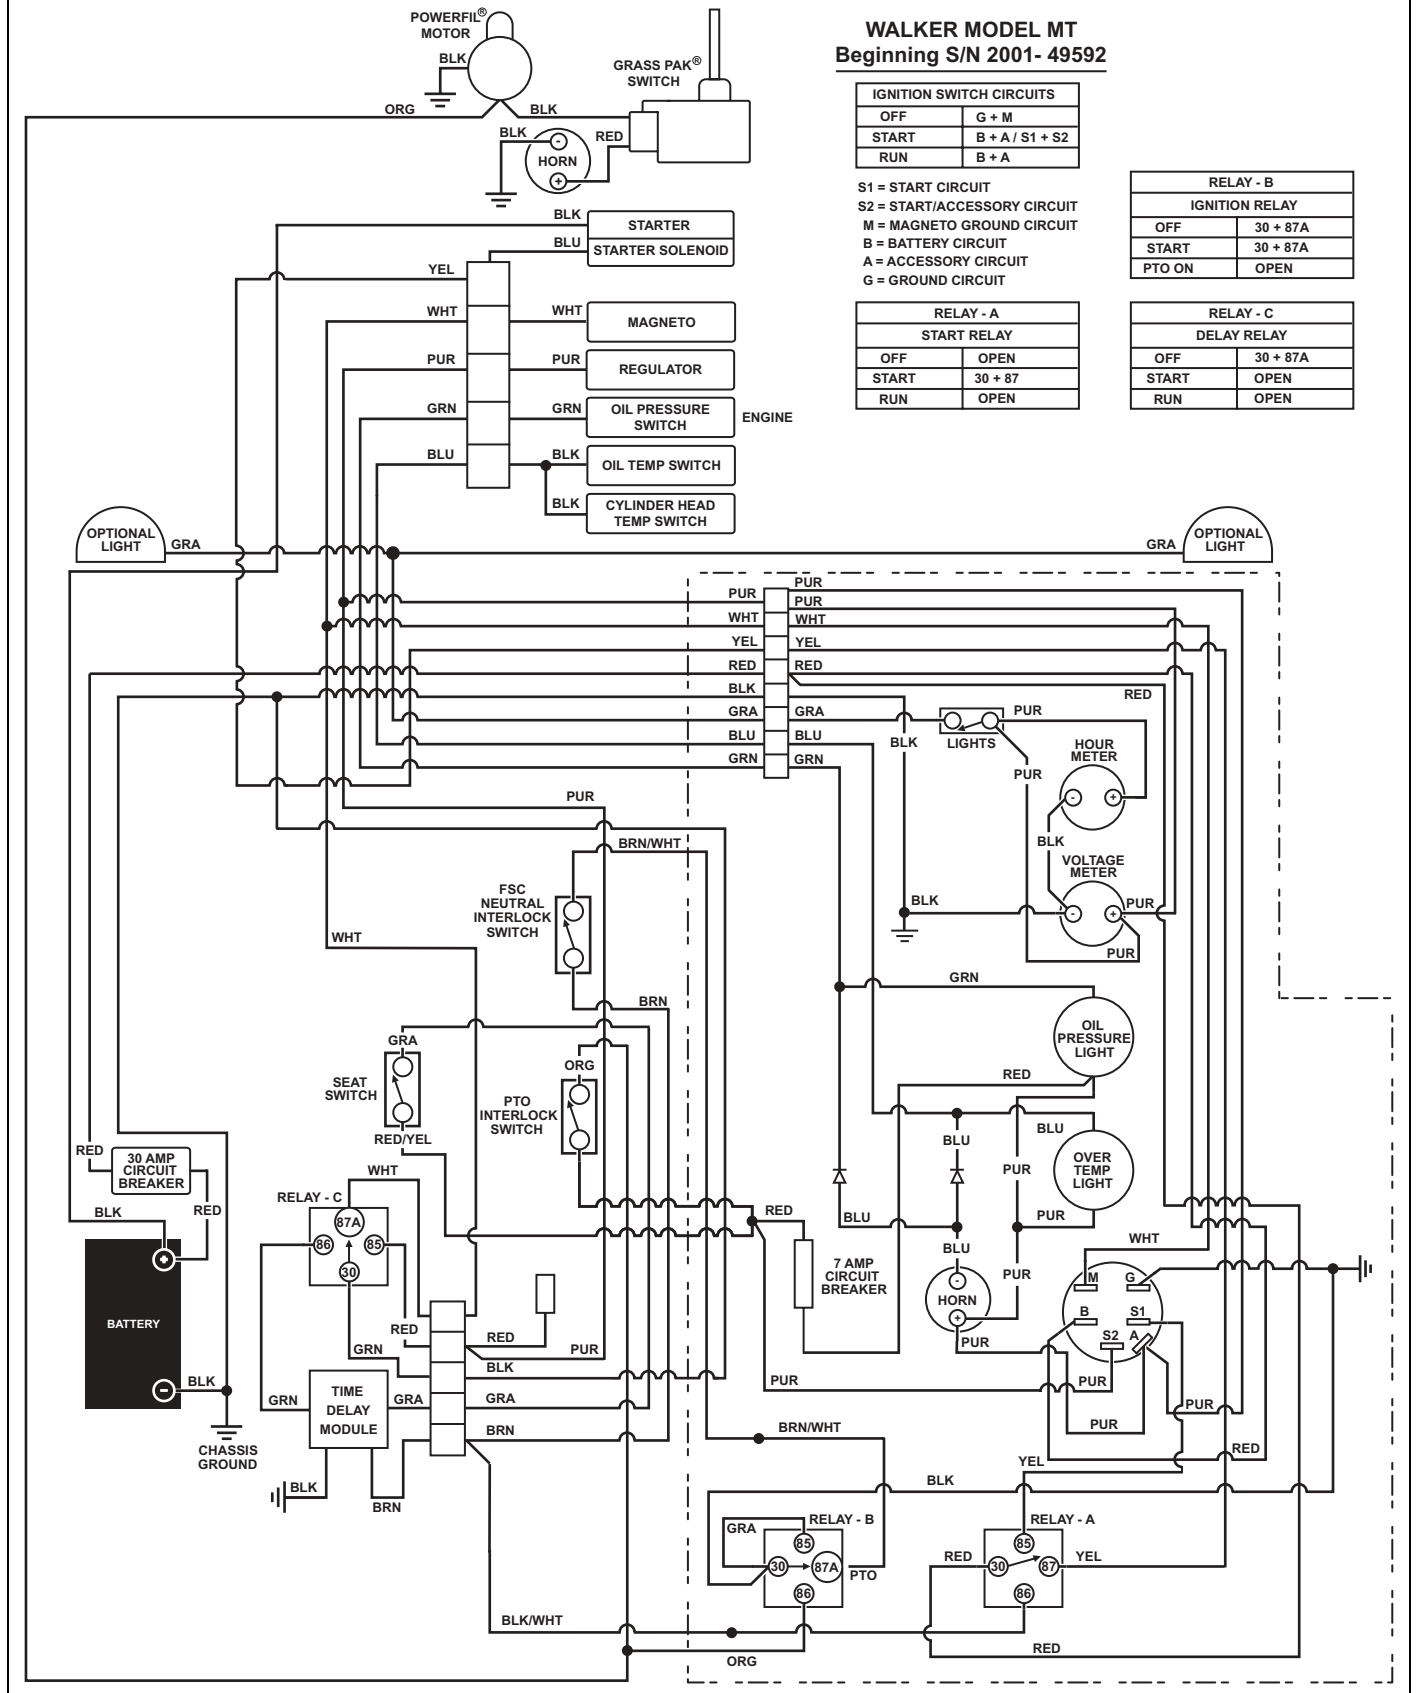 POWERFIL®
MOTOR
BLK
ORG
BLK
GRASS PAK®
SWITCH
BLK
RED
-
HORN
+
WALKER MODEL MT
Beginning S/N 2001- 49592
IGNITION SWITCH CIRCUITS
OFF G + M
START B + A / S1 + S2
RUN B + A
S1 = START CIRCUIT
S2 = START/ACCESSORY CIRCUIT
M = MAGNETO GROUND CIRCUIT
B = BATTERY CIRCUIT
A = ACCESSORY CIRCUIT
G = GROUND CIRCUIT
RELAY - B
IGNITION RELAY
OFF 30 + 87A
START 30 + 87A
PTO ON OPEN
RELAY - A
START RELAY
OFF OPEN
START 30 + 87
RUN OPEN
RELAY - C
DELAY RELAY
OFF 30 + 87A
START OPEN
RUN OPEN
BLK STARTER
BLU STARTER SOLENOID
YEL
WHT WHT MAGNETO
PUR PUR REGULATOR
GRN GRN OIL PRESSURE
SWITCH
ENGINE
BLU BLK OIL TEMP SWITCH
BLK CYLINDER HEAD
TEMP SWITCH
OPTIONAL
LIGHT
GRA
GRA
OPTIONAL
LIGHT
PUR
PUR PUR
WHT WHT
YEL YEL
RED RED
RED
BLK
GRA GRA
BLU BLU
GRN GRN
BLK
LIGHTS
PUR
PUR
HOUR
METER
- +
BLK
VOLTAGE
METER
- +
PUR
PUR
BLK
PUR
BRN/WHT
FSC
NEUTRAL
INTERLOCK
SWITCH
WHT
BRN
GRA
SEAT
SWITCH
RED/YEL
ORG
PTO
INTERLOCK
SWITCH
GRN
OIL
PRESSURE
LIGHT
RED
BLU
BLU
OVER
TEMP
LIGHT
PUR
PUR
BLU
BLU
PUR
-
HORN
+
PUR
RED
30 AMP
CIRCUIT
BREAKER
RED
BLK
+
BATTERY
-
BLK
CHASSIS
GROUND
WHT
RELAY - C
87A
86
85
30
RED
GRN
RED
PUR
BLK
GRN
TIME
DELAY
MODULE
GRA
GRA
BRN
BLK
BRN
RED
7 AMP
CIRCUIT
BREAKER
WHT
M
G
B
S1
S2
A
PUR
PUR
PUR
PUR
RED
BRN/WHT
YEL
BLK
RELAY - B
GRA
85
30
87A
86
PTO
RELAY - A
85
RED
30
87
YEL
86
BLK/WHT
ORG
RED